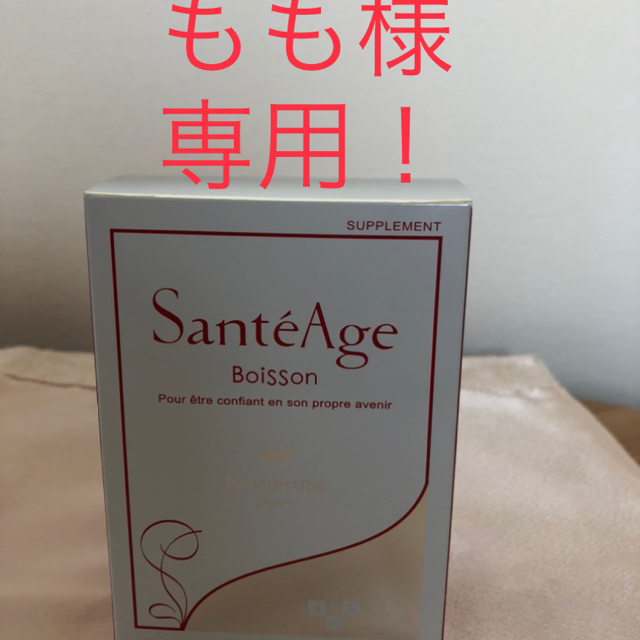 もも様
専用！
SUPPLEMENT
SantéAge
Boisson
Pour être confiant en son propre avenir